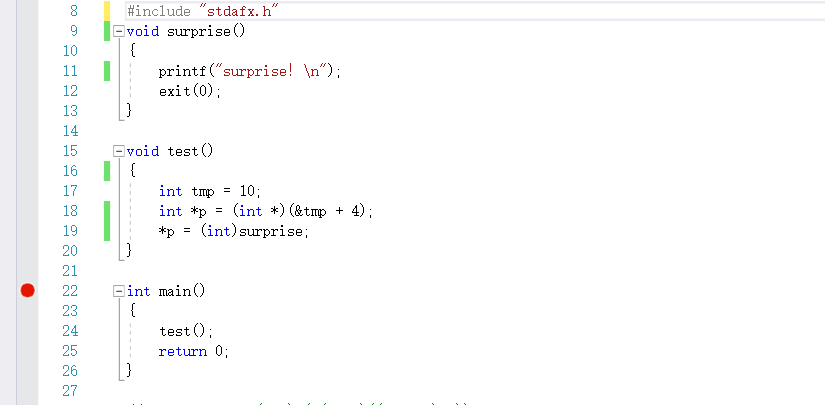 8 #include "stdafx.h"
9 void surprise()
10 {
11 printf("surprise! \n");
12 exit(0);
13 }
14
15 void test()
16 {
17 int tmp = 10;
18 int *p = (int *)(&tmp + 4);
19 *p = (int)surprise;
20 }
21
22 int main()
23 {
24 test();
25 return 0;
26 }
27